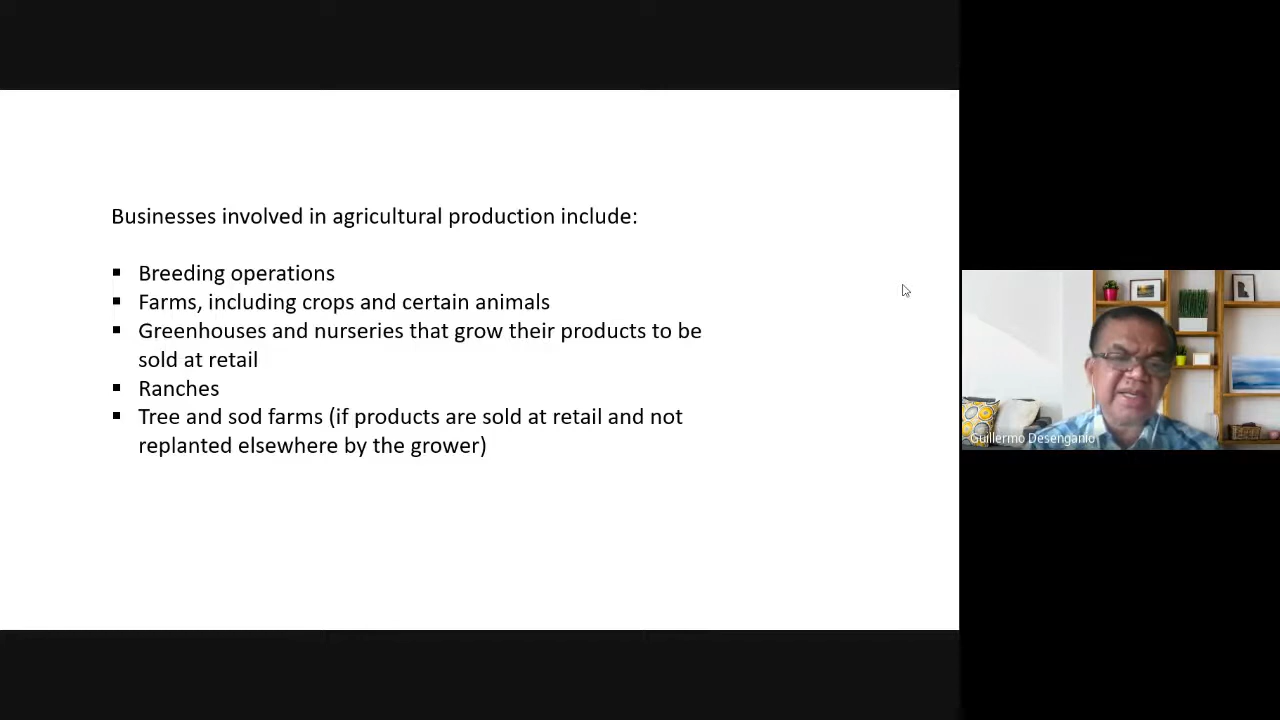 Businesses involved in agricultural production include:
▪ Breeding operations
▪ Farms, including crops and certain animals
▪ Greenhouses and nurseries that grow their products to be
sold at retail
▪ Ranches
▪ Tree and sod farms (if products are sold at retail and not
replanted elsewhere by the grower)
Guillermo Desenganio